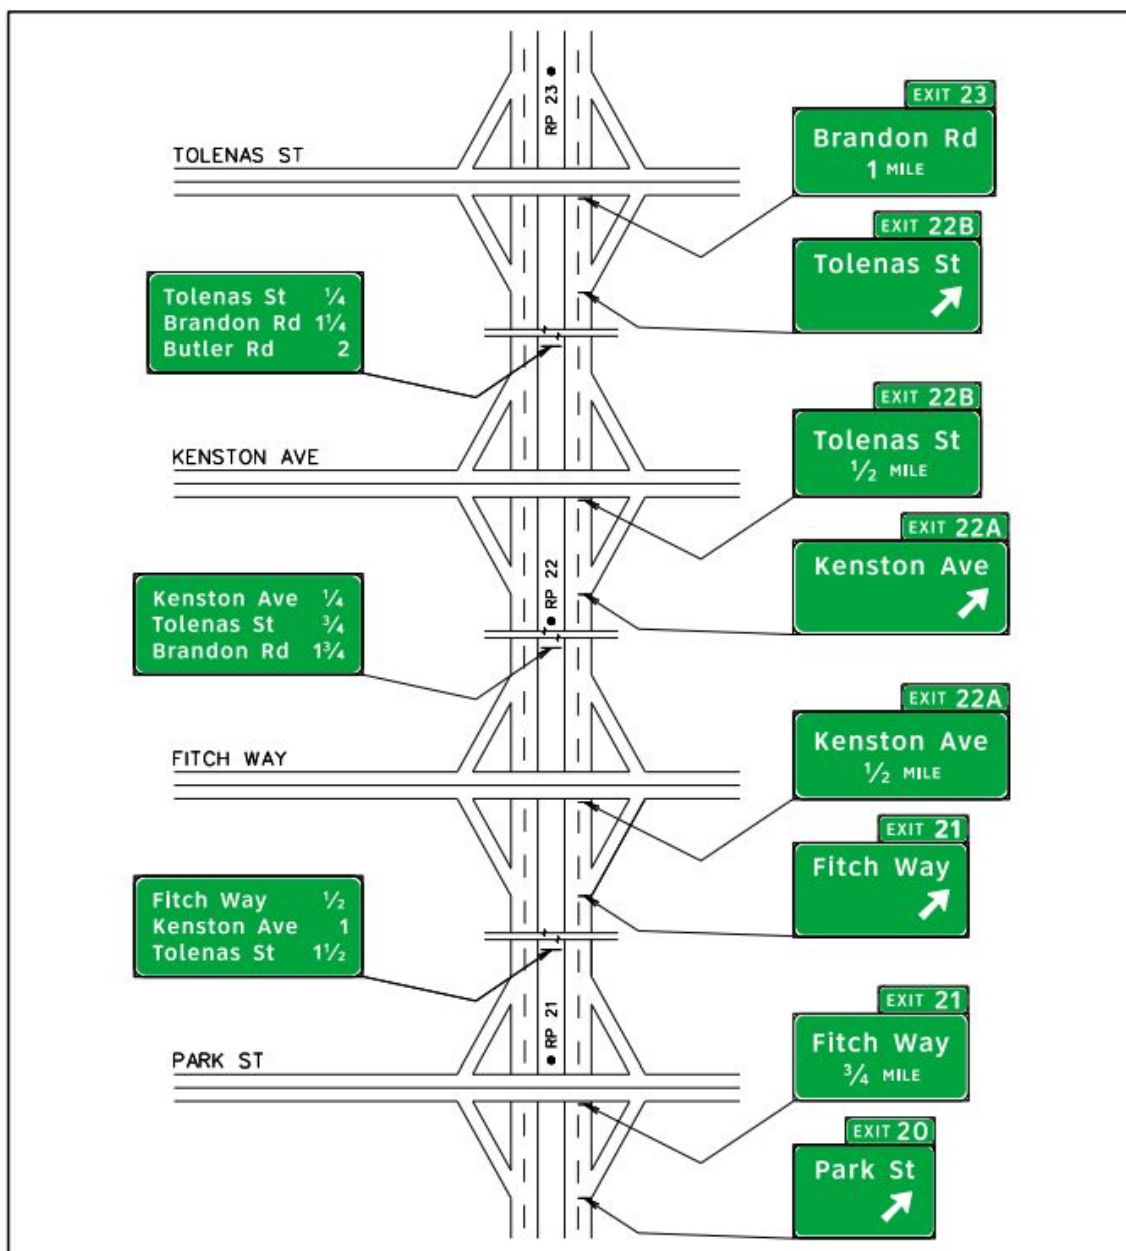 RP 23
EXIT 23
Brandon Rd
1 MILE
TOLENAS ST
EXIT 22B
Tolenas St
Tolenas St ¼
Brandon Rd 1¼
Butler Rd 2
EXIT 22B
Tolenas St
½ MILE
KENSTON AVE
EXIT 22A
Kenston Ave
RP 22
Kenston Ave ¼
Tolenas St ¾
Brandon Rd 1¾
EXIT 22A
Kenston Ave
½ MILE
FITCH WAY
EXIT 21
Fitch Way
Fitch Way ½
Kenston Ave 1
Tolenas St 1½
RP 21
EXIT 21
Fitch Way
¾ MILE
PARK ST
EXIT 20
Park St